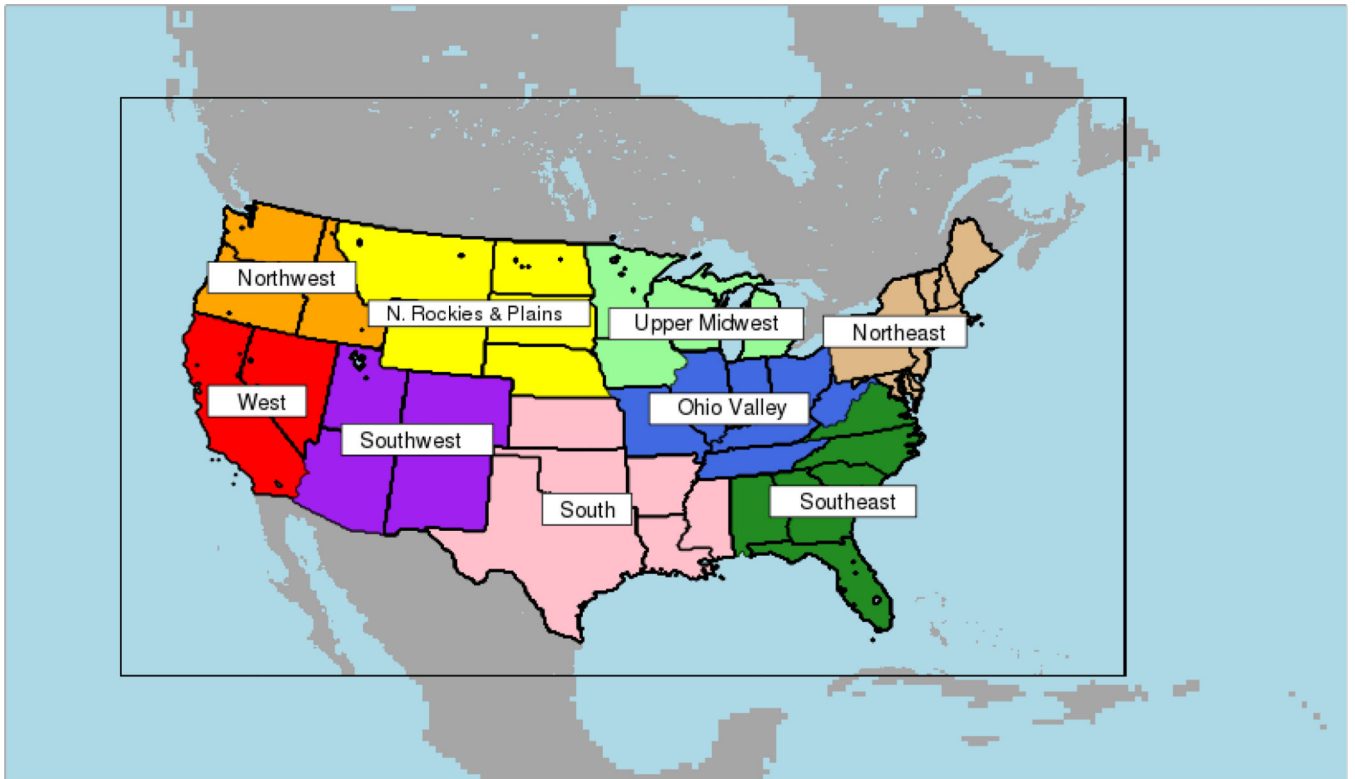 Northwest
N. Rockies & Plains
Upper Midwest
Northeast
West
Ohio Valley
Southwest
South
Southeast